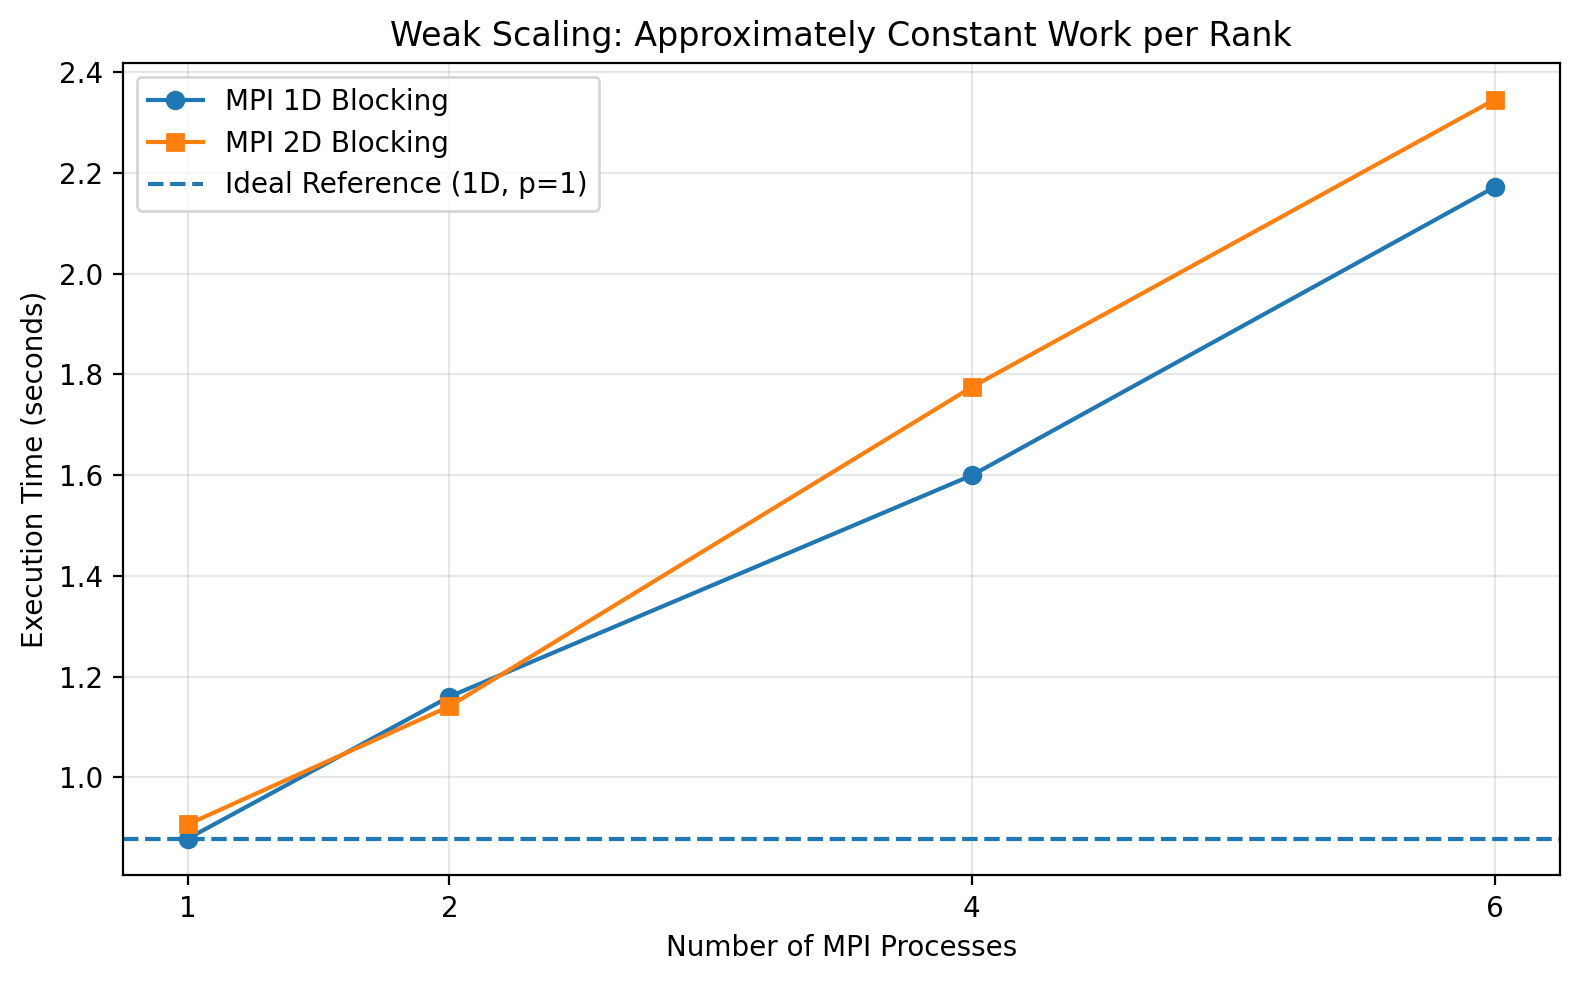 Weak Scaling: Approximately Constant Work per Rank
MPI 1D Blocking
MPI 2D Blocking
Ideal Reference (1D, p=1)
Execution Time (seconds)
2.4
2.2
2.0
1.8
1.6
1.4
1.2
1.0
1 2 4 6
Number of MPI Processes